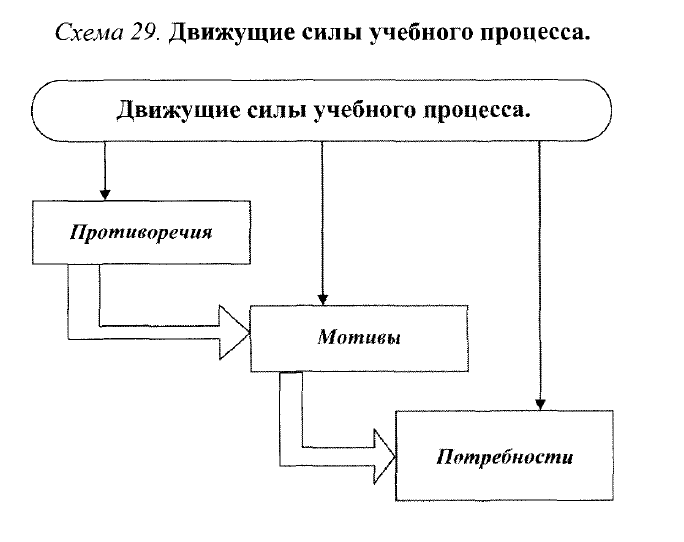 Схема 29. Движущие силы учебного процесса.
Движущие силы учебного процесса.
Противоречия
Мотивы
Потребности